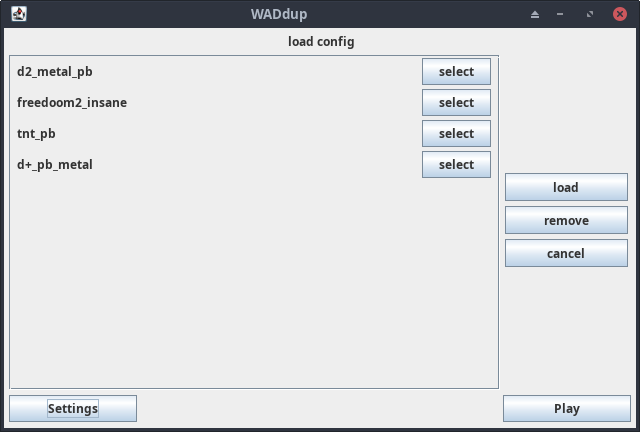 WADdup
load config
d2_metal_pb select
freedoom2_insane select
tnt_pb select
d+_pb_metal select
load
remove
cancel
Settings Play